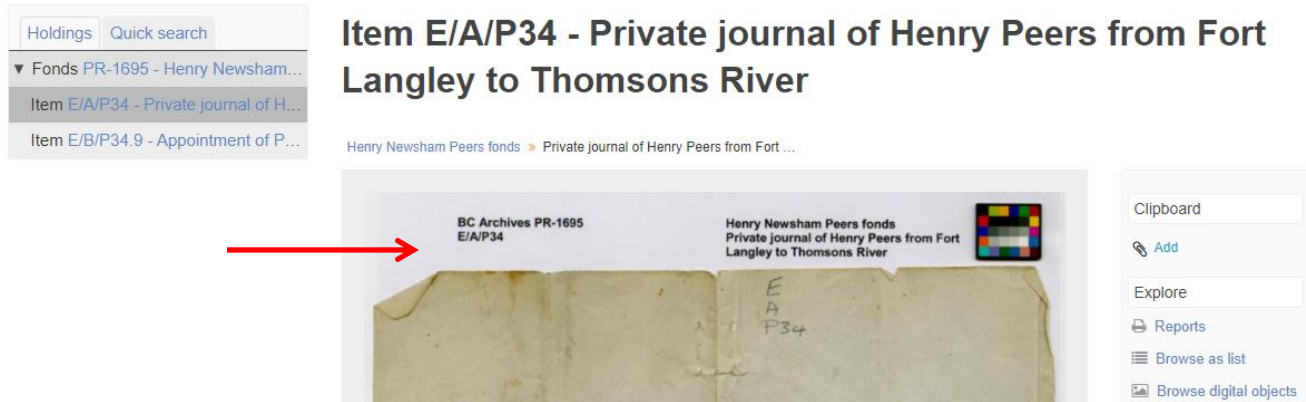 Holdings
Quick search
▼ Fonds PR-1695 - Henry Newsham...
Item E/A/P34 - Private journal of H...
Item E/B/P34.9 - Appointment of P...
Item E/A/P34 - Private journal of Henry Peers from Fort
Langley to Thomsons River
Henry Newsham Peers fonds » Private journal of Henry Peers from Fort ...
BC Archives PR-1695
E/A/P34
Henry Newsham Peers fonds
Private journal of Henry Peers from Fort
Langley to Thomsons River
E
A
P34
Clipboard
Add
Explore
Reports
Browse as list
Browse digital objects